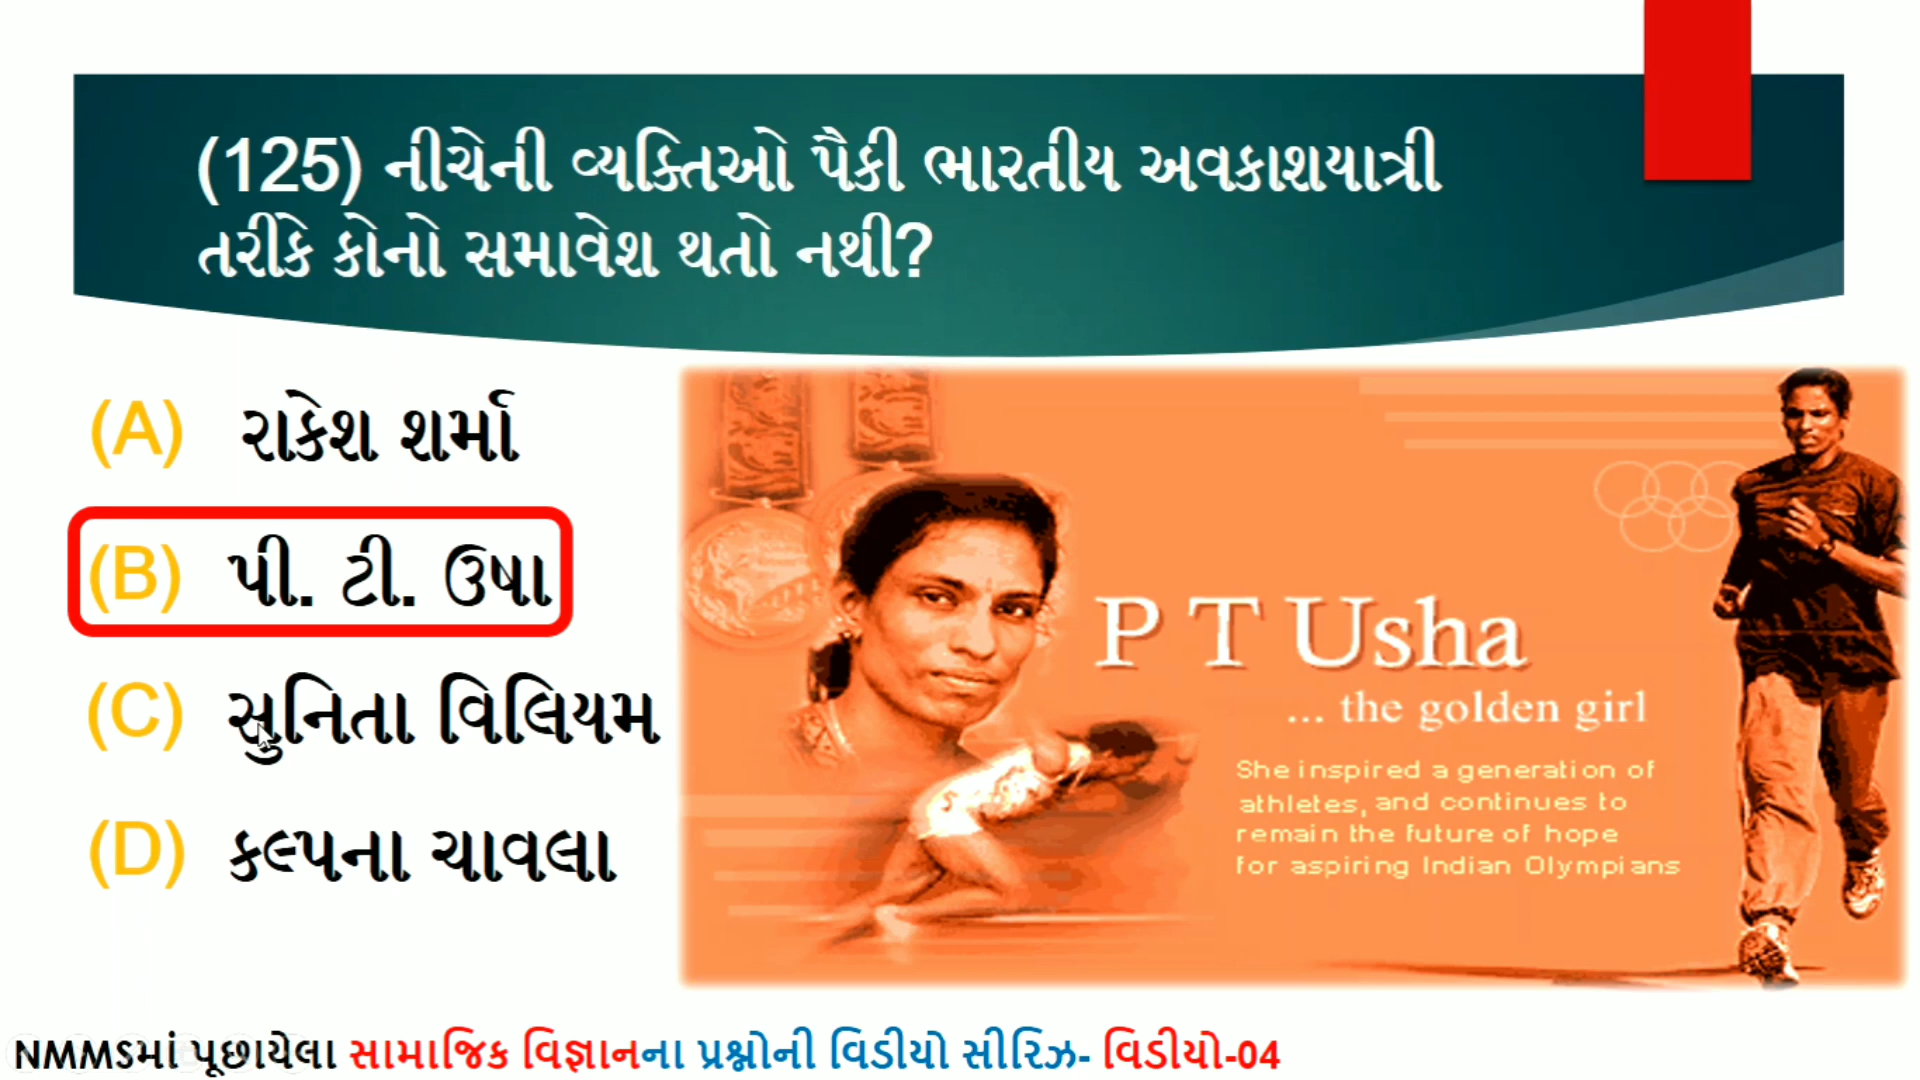 (125) નીચેની વ્યક્તિઓ પૈકી ભારતીય અવકાશયાત્રી
તરીકે કોનો સમાવેશ થતો નથી?
(A) રાકેશ શર્મા
(B) પી. ટી. ઉષા
(C) સુનિતા વિલિયમ
(D) કલ્પના ચાવલા
P T Usha
... the golden girl
She inspired a generation of
athletes, and continues to
remain the future of hope
for aspiring Indian Olympians
NMMSમાં પૂછાયેલા સામાજિક વિજ્ઞાનના પ્રશ્નોની વિડીયો સીરિઝ- વિડીયો-04